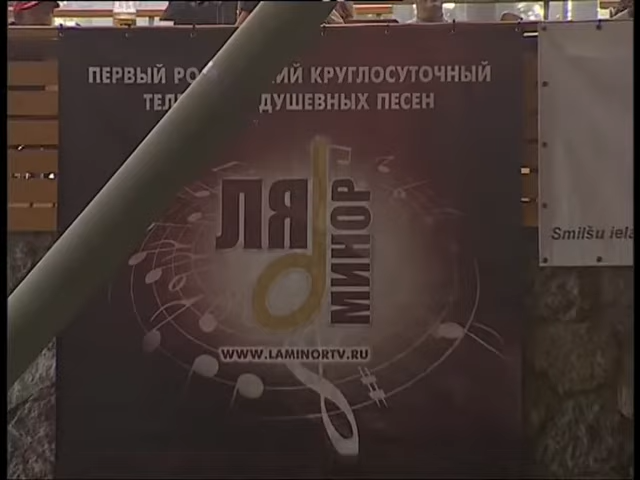 ПЕРВЫЙ КРУГЛОСУТОЧНЫЙ
ДУШЕВНЫХ ПЕСЕН
ЛЯ
МИНОР
WWW.LAMINORTV.RU
Smilšu iela